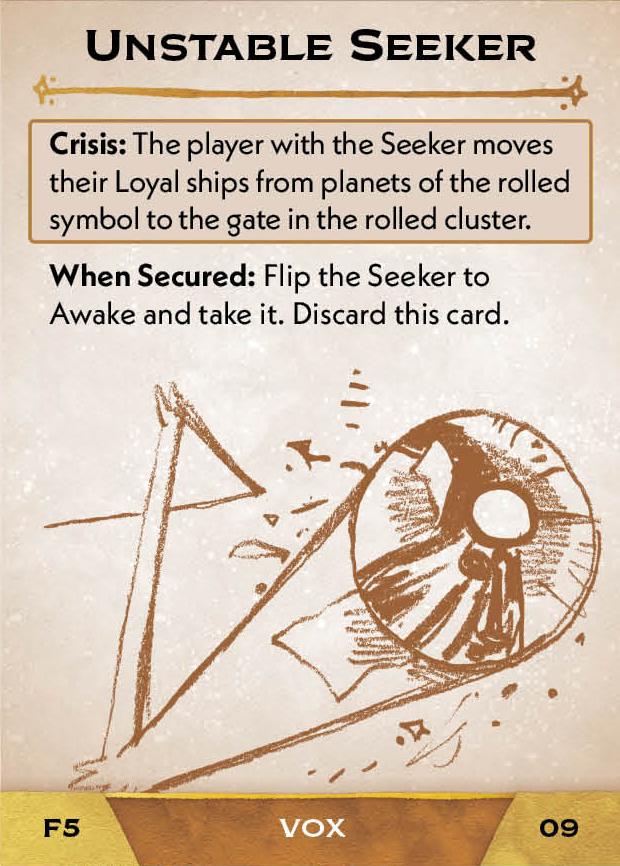 Unstable Seeker
Crisis: The player with the Seeker moves
their Loyal ships from planets of the rolled
symbol to the gate in the rolled cluster.
When Secured: Flip the Seeker to
Awake and take it. Discard this card.
F5 VOX 09